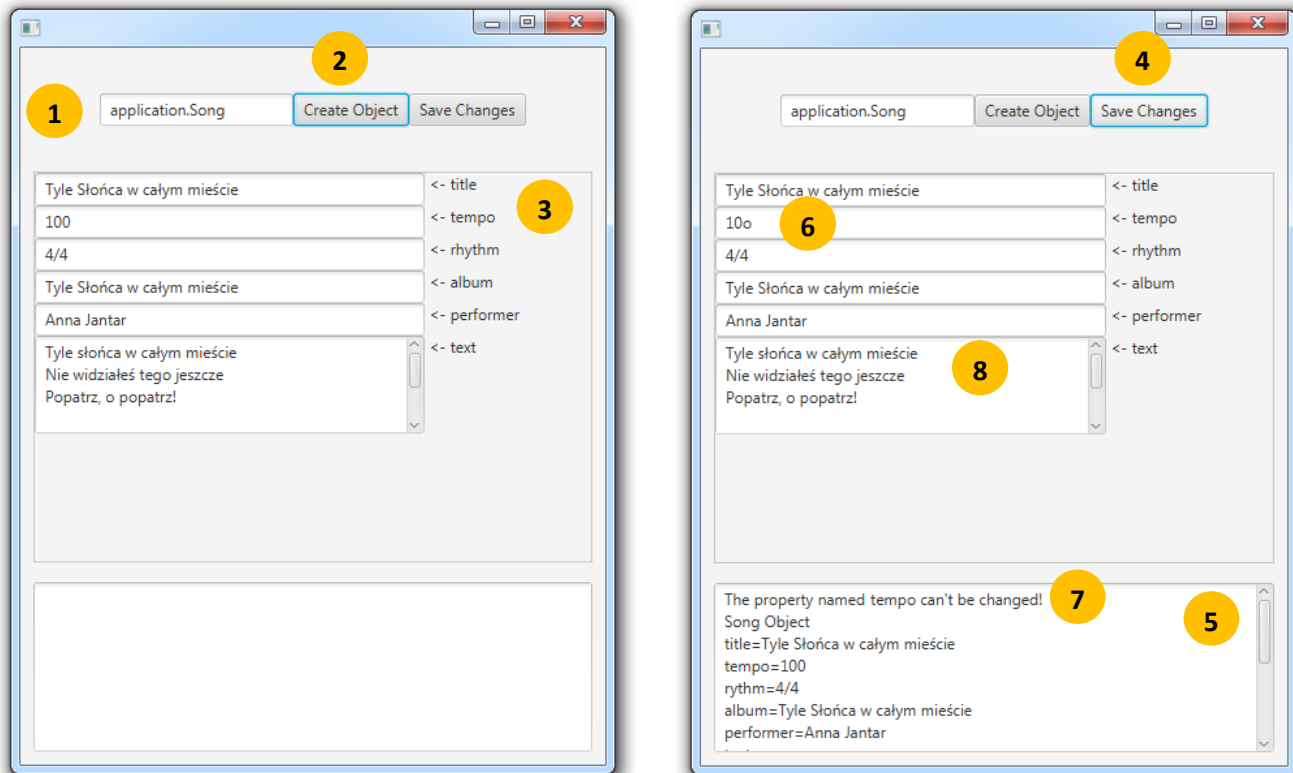 2
1
application.Song
Create Object
Save Changes
Tyle Słońca w całym mieście
<- title
3
100
<- tempo
4/4
<- rhythm
Tyle Słońca w całym mieście
<- album
Anna Jantar
<- performer
Tyle słońca w całym mieście
<- text
Nie widziałeś tego jeszcze
Popatrz, o popatrz!
4
application.Song
Create Object
Save Changes
Tyle Słońca w całym mieście
<- title
10o
6
<- tempo
4/4
<- rhythm
Tyle Słońca w całym mieście
<- album
Anna Jantar
<- performer
Tyle słońca w całym mieście
<- text
8
Nie widziałeś tego jeszcze
Popatrz, o popatrz!
The property named tempo can't be changed!
7
5
Song Object
title=Tyle Słońca w całym mieście
tempo=100
rythm=4/4
album=Tyle Słońca w całym mieście
performer=Anna Jantar